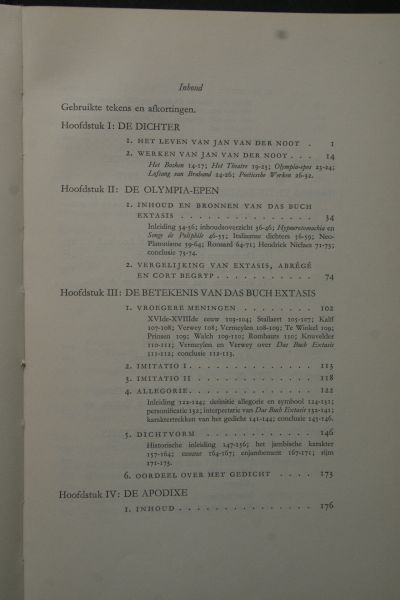 Inhoud
Gebruikte tekens en afkortingen.
Hoofdstuk I: DE DICHTER
1. HET LEVEN VAN JAN VAN DER NOOT . 1
2. WERKEN VAN JAN VAN DER NOOT . . . 14
Het Bosken 14-17; Het Theatre 19-23; Olympia-epos 23-24;
Lofsang van Braband 24-26; Poetische Werken 26-32.
Hoofdstuk II: DE OLYMPIA-EPEN
1. INHOUD EN BRONNEN VAN DAS BUCH
EXTASIS . . . . . . . . . . . . . . 34
Inleiding 34-36; inhoudsoverzicht 36-46; Hypnerotomachia en
Songe de Poliphile 46-55; Italiaanse dichters 56-59; Neo-
Platonisme 59-64; Ronsard 64-71; Hendrick Niclaes 71-73;
conclusie 73-74.
2. VERGELIJKING VAN EXTASIS, ABRÉGÉ
EN CORT BEGRYP . . . . . . . . . . . 74
Hoofdstuk III: DE BETEKENIS VAN DAS BUCH EXTASIS
1. VROEGERE MENINGEN . . . . . . . . 102
XVIde-XVIIIde eeuw 103-104; Stallaert 105-107; Kalff
107-108; Verwey 108; Vermeylen 108-109; Te Winkel 109;
Prinsen 109; Walch 109-110; Rombauts 110; Knuvelder
110-111; Vermeylen en Verwey over Das Buch Extasis
111-112; conclusie 112-113.
2. IMITATIO I . . . . . . . . . . . . . . 113
3. IMITATIO II . . . . . . . . . . . . . 118
4. ALLEGORIE . . . . . . . . . . . . . . 122
Inleiding 122-124; definitie allegorie en symbool 124-131;
personificatie 132; interpretatie van Das Buch Extasis 132-141;
karaktertrekken van het gedicht 141-144; conclusie 145-146.
5. DICHTVORM . . . . . . . . . . . . 146
Historische inleiding 147-156; het jambische karakter
157-164; cesuur 164-167; enjambement 167-171; rijm
171-173.
6. OORDEEL OVER HET GEDICHT . . . . 173
Hoofdstuk IV: DE APODIXE
1. INHOUD . . . . . . . . . . . . . . . 176